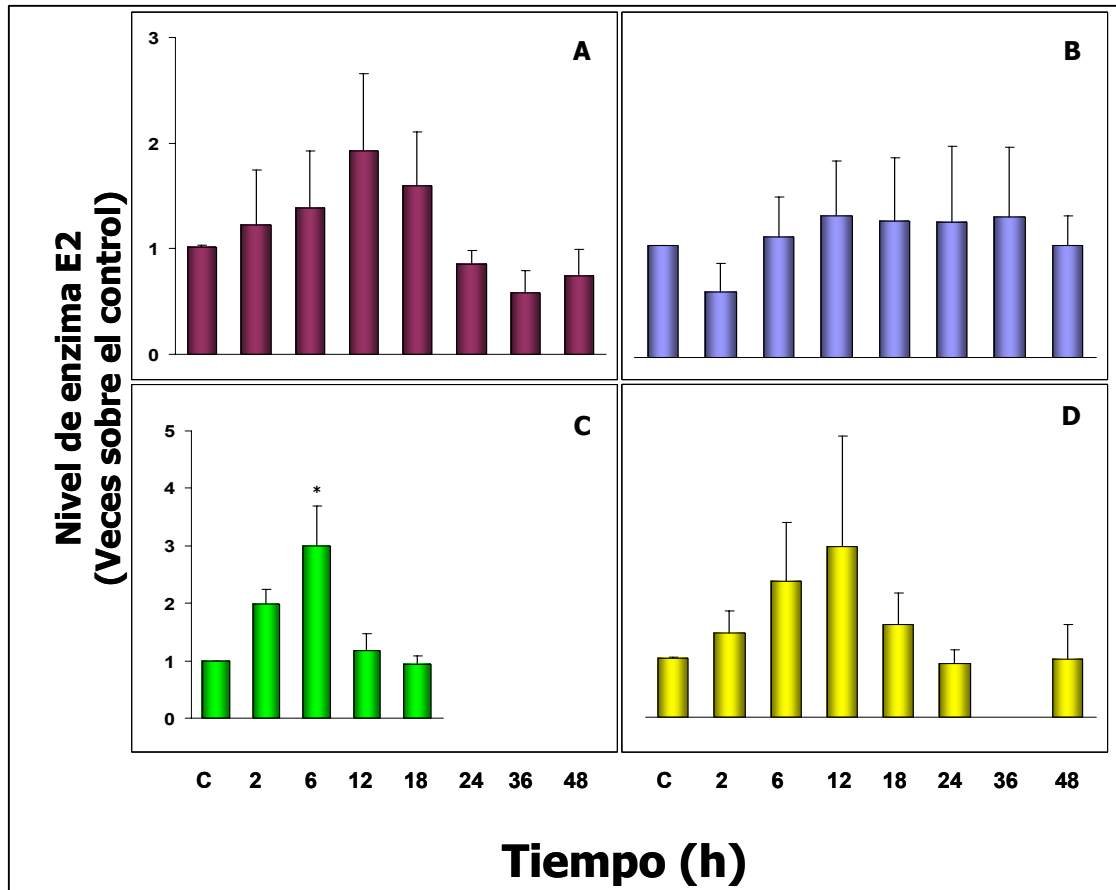 Nivel de enzima E2
(Veces sobre el control)
A
3
2
1
0
B
C
5
4
3
2
1
0
*
D
C 2 6 12 18 24 36 48
C 2 6 12 18 24 36 48
Tiempo (h)